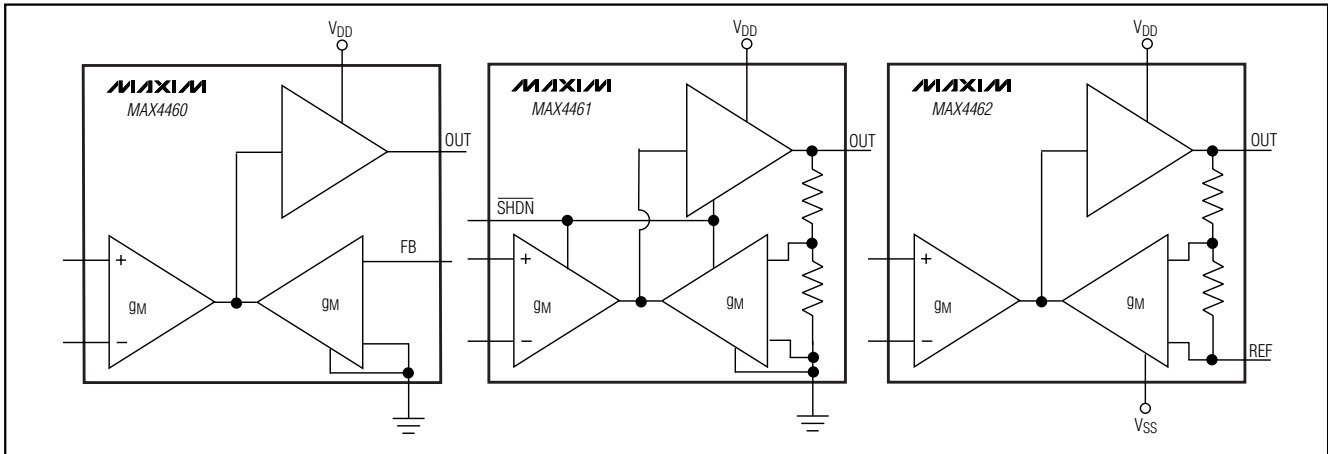 VDD
MAXIM
MAX4460
OUT
FB
+
gM
gM
−
VDD
MAXIM
MAX4461
OUT
SHDN
+
gM
gM
−
VDD
MAXIM
MAX4462
OUT
+
gM
gM
−
REF
VSS